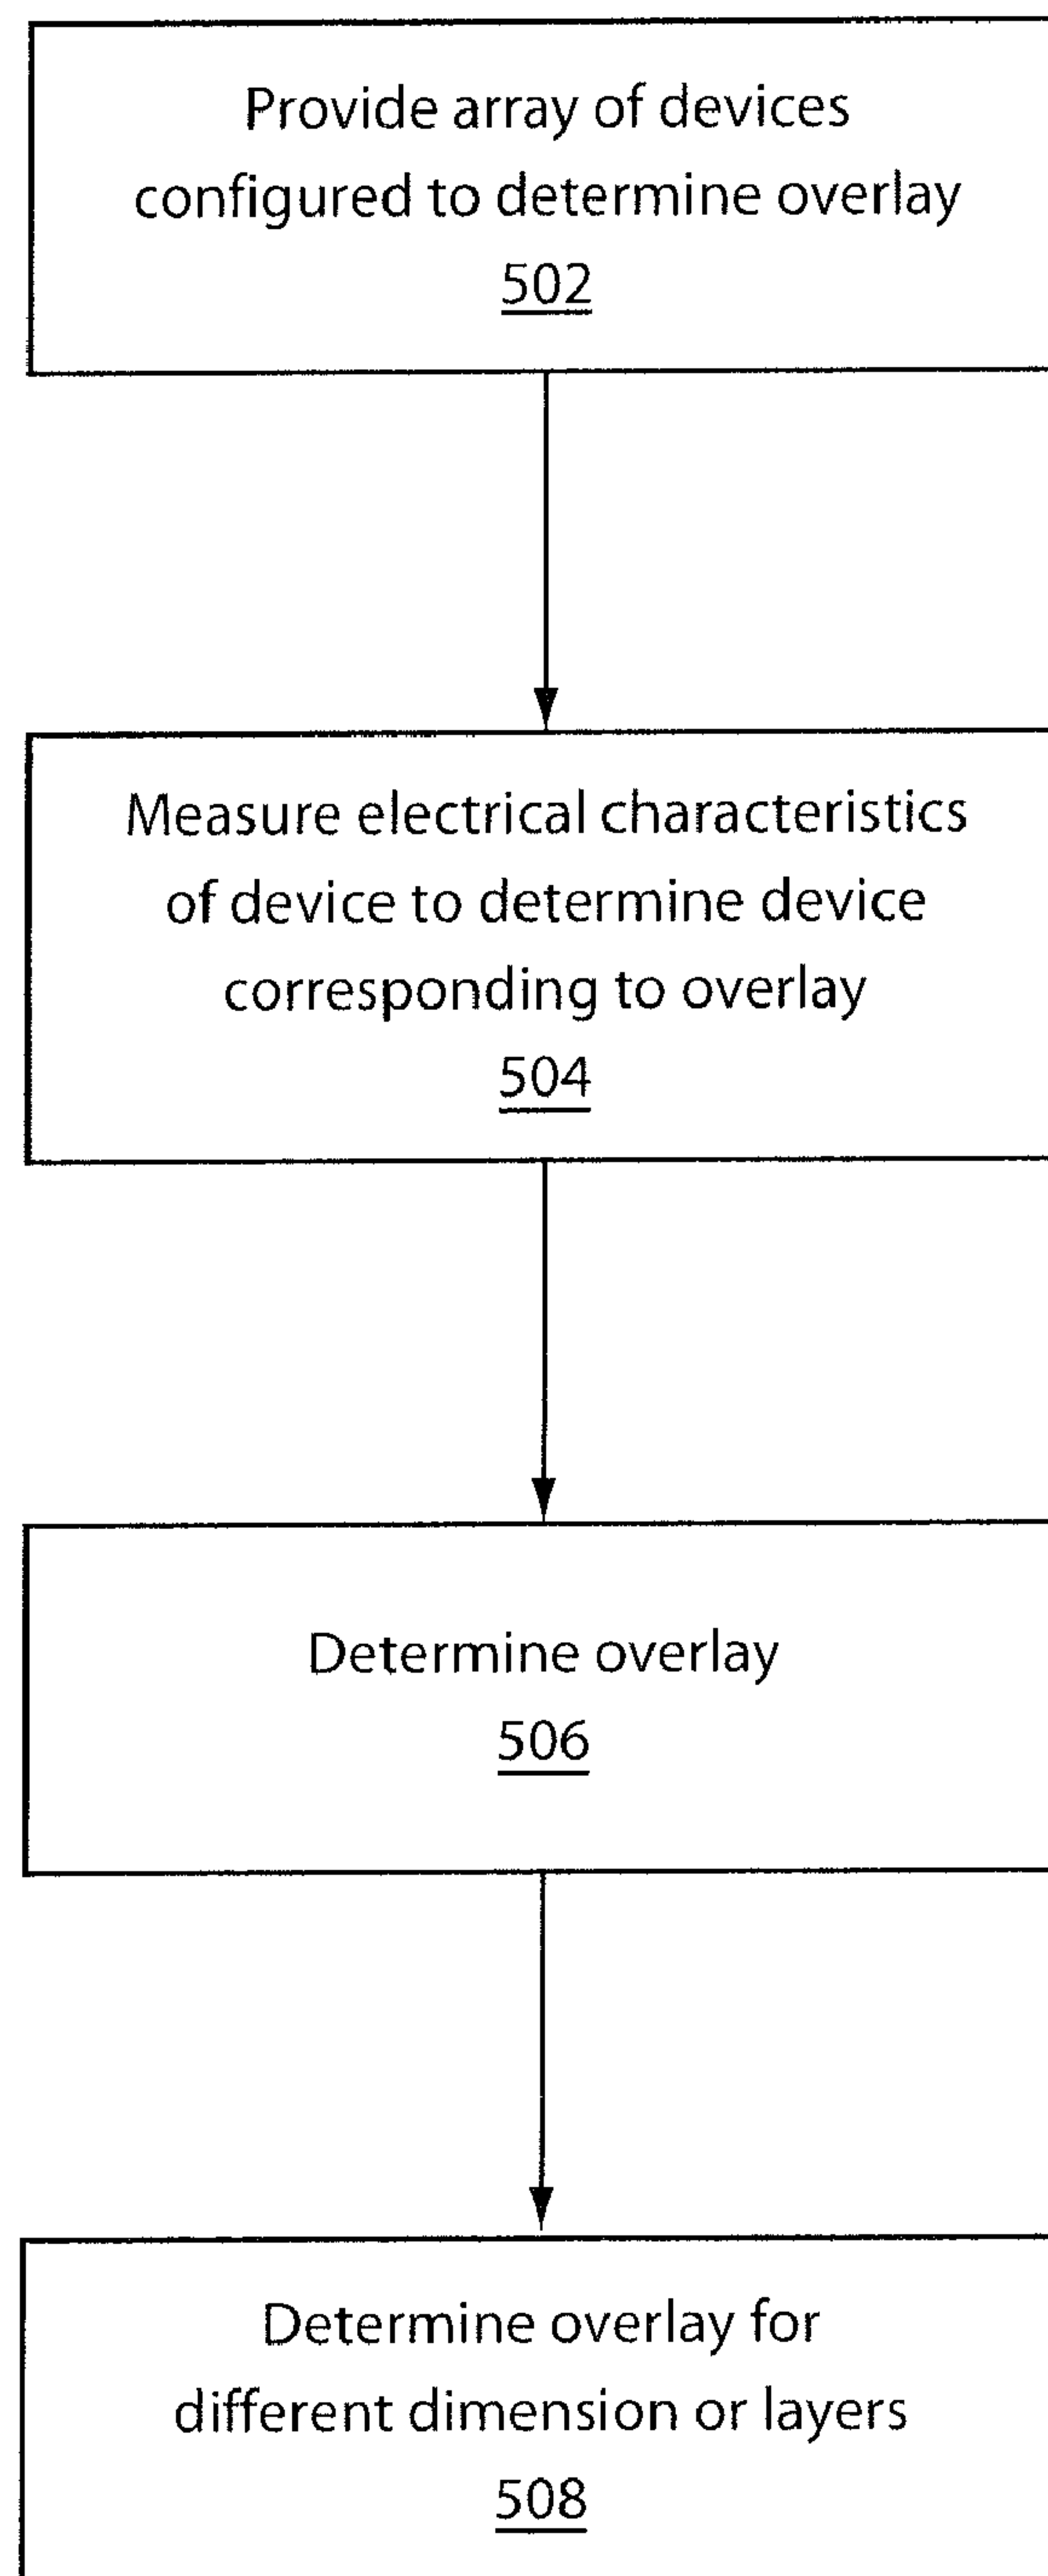 Provide array of devices
configured to determine overlay
502
Measure electrical characteristics
of device to determine device
corresponding to overlay
504
Determine overlay
506
Determine overlay for
different dimension or layers
508